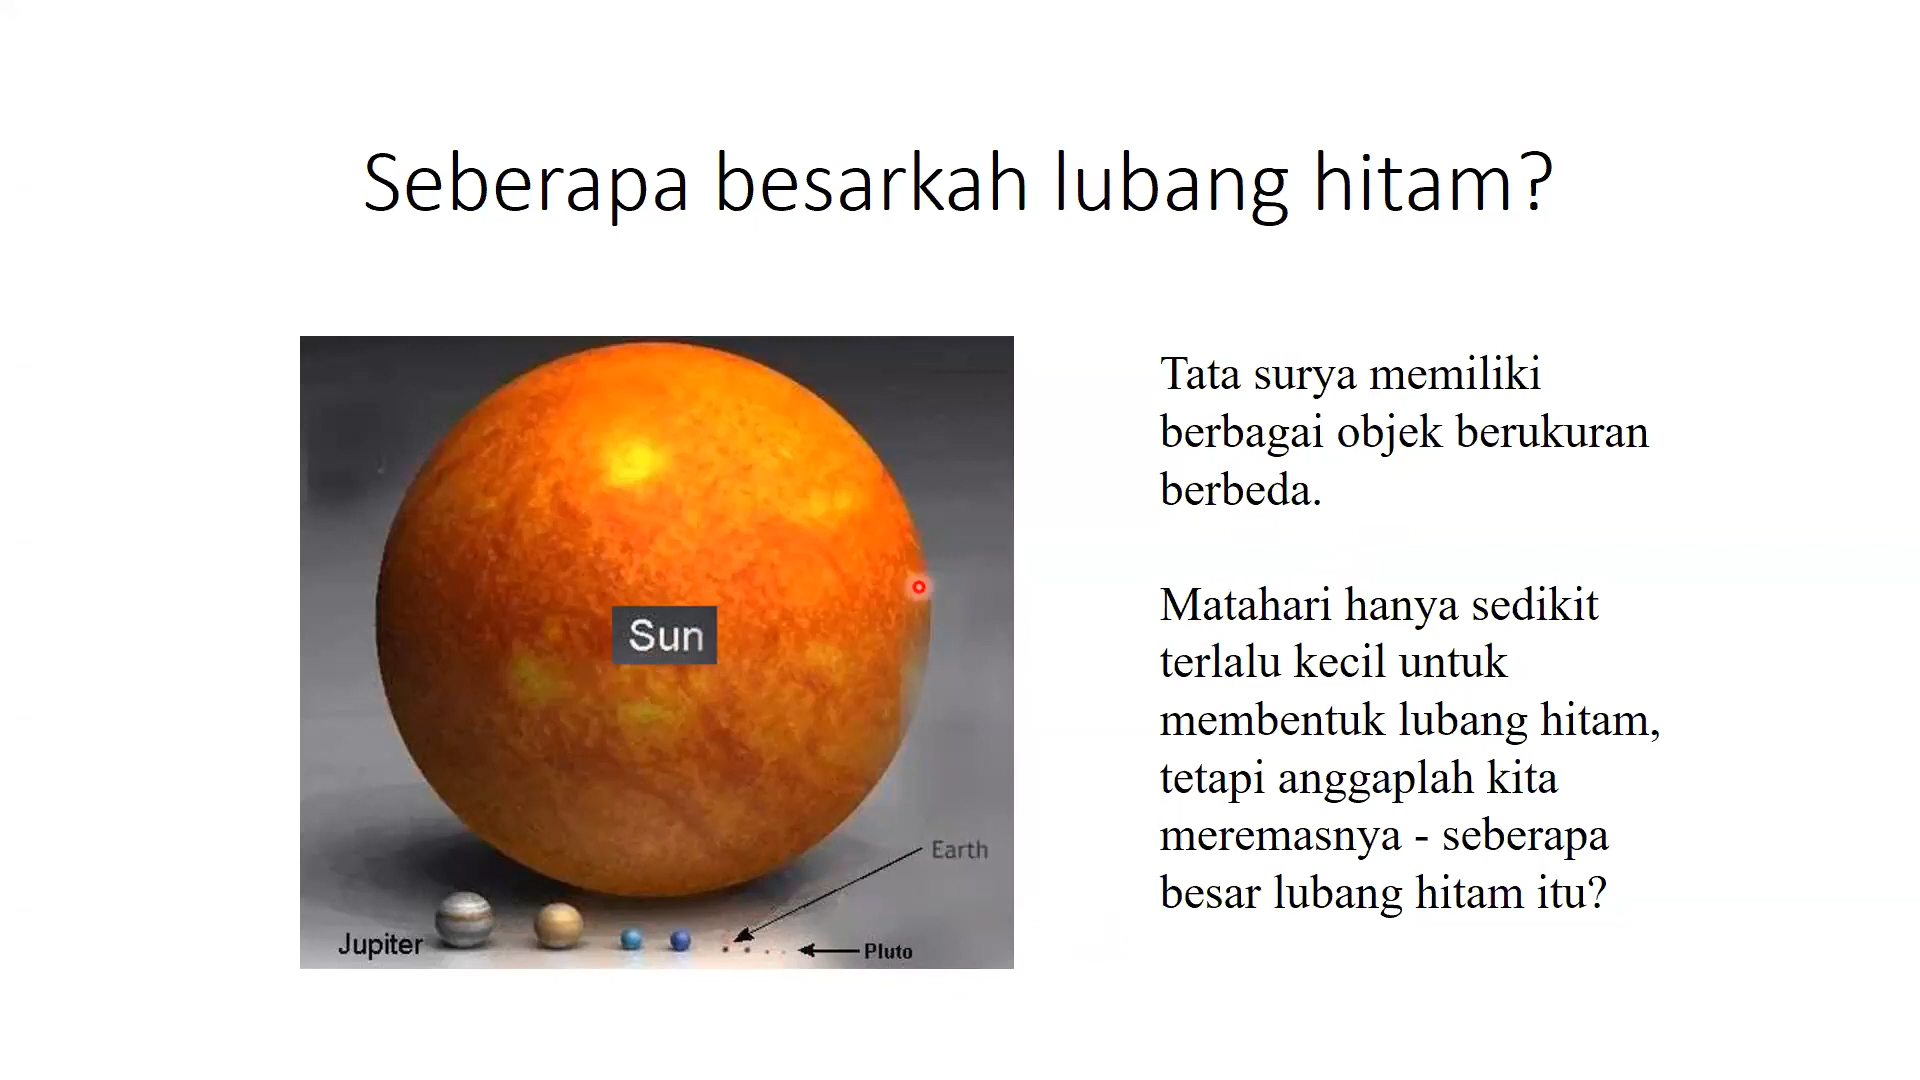 Seberapa besarkah lubang hitam?
Tata surya memiliki
berbagai objek berukuran
berbeda.
Matahari hanya sedikit
terlalu kecil untuk
membentuk lubang hitam,
tetapi anggaplah kita
meremasnya - seberapa
besar lubang hitam itu?
Sun
Earth
Jupiter
Pluto